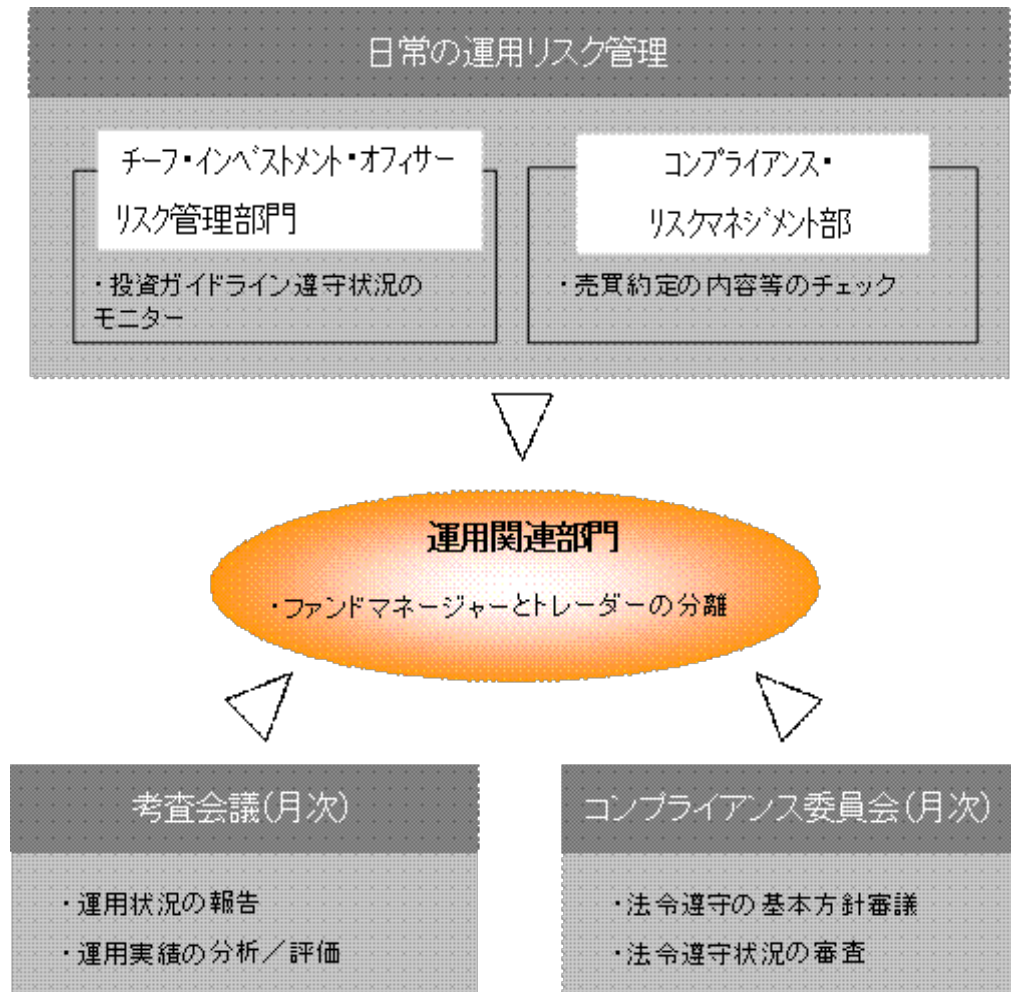 日常の運用リスク管理
チーフ・インベストメント・オフィサー
リスク管理部門
・投資ガイドライン遵守状況の
モニター
コンプライアンス・
リスクマネジメント部
・売買約定の内容等のチェック
運用関連部門
・ファンドマネージャーとトレーダーの分離
考査会議(月次)
・運用状況の報告
・運用実績の分析／評価
コンプライアンス委員会(月次)
・法令遵守の基本方針審議
・法令遵守状況の審査